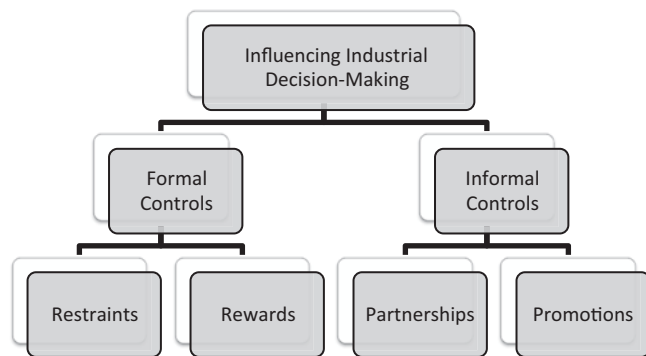 Influencing Industrial
Decision-Making
Formal
Controls
Informal
Controls
Restraints
Rewards
Partnerships
Promotions